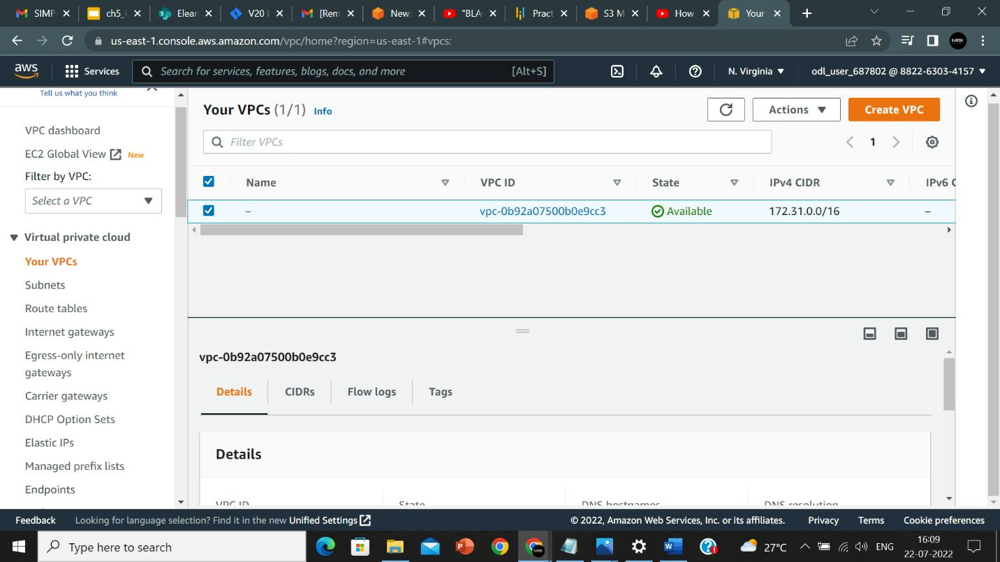 SIMP
ch5_i
Elear
V20 b
[Rem
New:
"BLA
Pract
S3 M
How
Your
us-east-1.console.aws.amazon.com/vpc/home?region=us-east-1#vpcs:
aws
Services
Search for services, features, blogs, docs, and more
[Alt+S]
N. Virginia
odl_user_687802 @ 8822-6303-4157
Tell us what you think
VPC dashboard
EC2 Global View
New
Filter by VPC:
Select a VPC
Virtual private cloud
Your VPCs
Subnets
Route tables
Internet gateways
Egress-only internet
gateways
Carrier gateways
DHCP Option Sets
Elastic IPs
Managed prefix lists
Endpoints
Your VPCs (1/1) Info
Actions
Create VPC
Filter VPCs
1
Name
VPC ID
State
IPv4 CIDR
IPv6 C
–
vpc-0b92a07500b0e9cc3
Available
172.31.0.0/16
–
vpc-0b92a07500b0e9cc3
Details
CIDRs
Flow logs
Tags
Details
VPC ID
State
DNS hostnames
DNS resolution
Feedback
Looking for language selection? Find it in the new Unified Settings
© 2022, Amazon Web Services, Inc. or its affiliates.
Privacy
Terms
Cookie preferences
Type here to search
27°C
ENG
16:09
22-07-2022